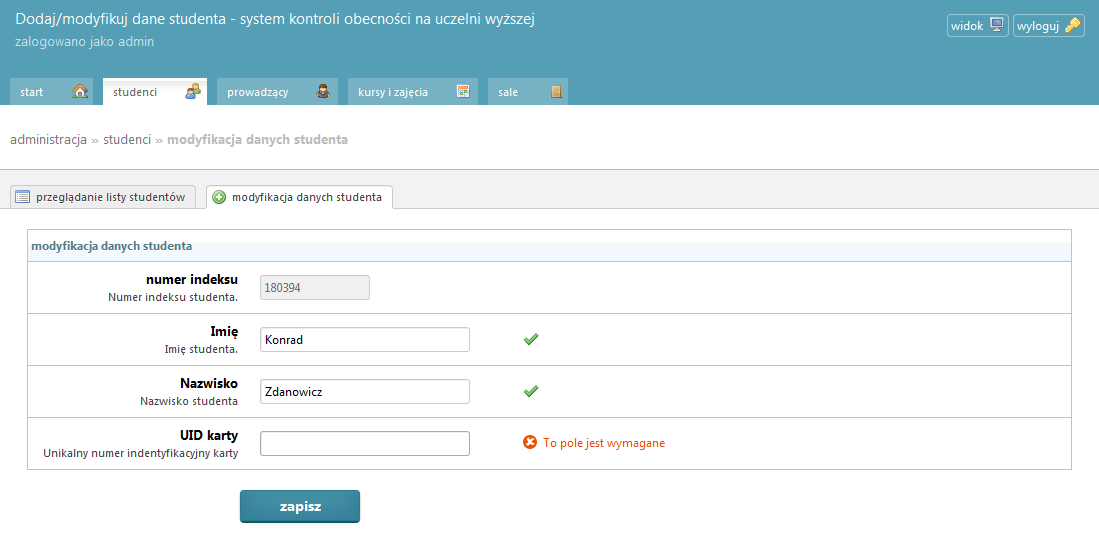 Dodaj/modyfikuj dane studenta - system kontroli obecności na uczelni wyższej
zalogowano jako admin
widok
wyloguj
start
studenci
prowadzący
kursy i zajęcia
sale
administracja » studenci » modyfikacja danych studenta
przeglądanie listy studentów
modyfikacja danych studenta
modyfikacja danych studenta
numer indeksu
Numer indeksu studenta.
180394
Imię
Imię studenta.
Konrad
Nazwisko
Nazwisko studenta
Zdanowicz
UID karty
Unikalny numer indentyfikacyjny karty
To pole jest wymagane
zapisz